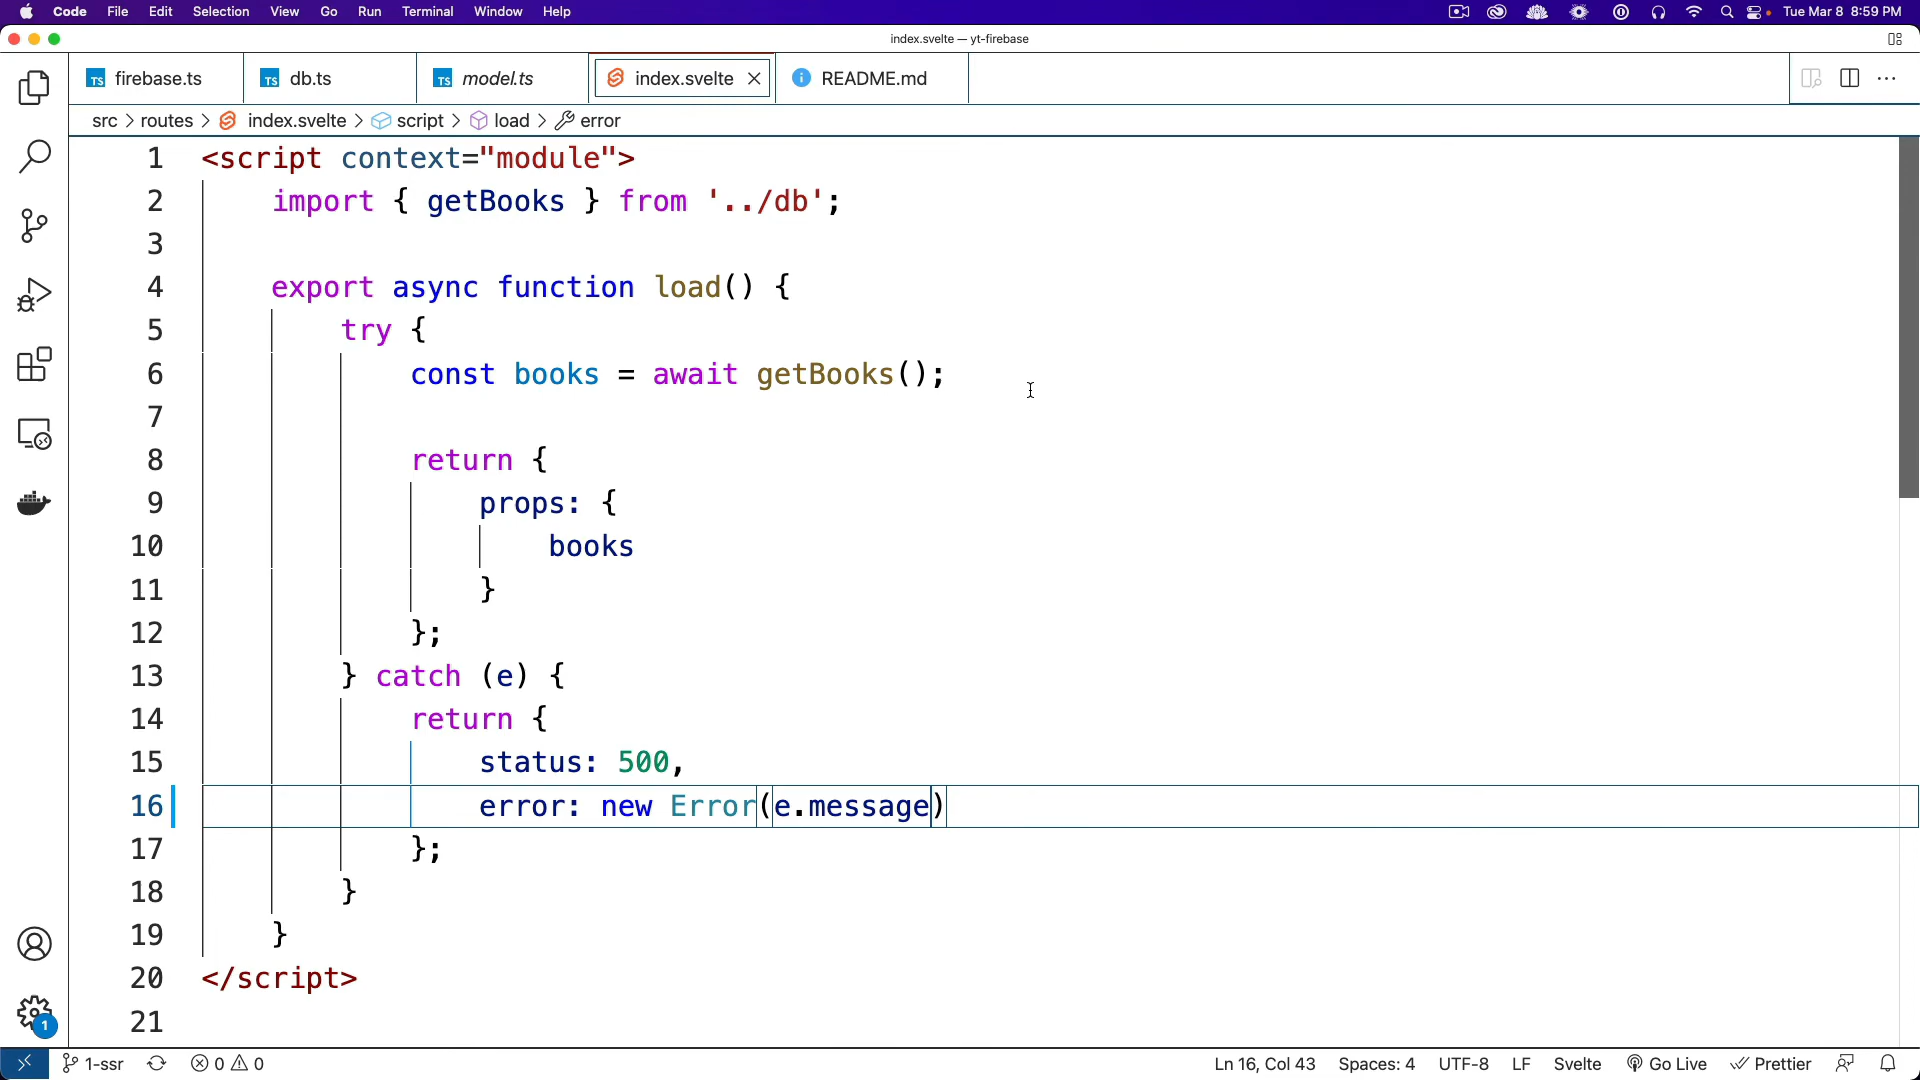 Code File Edit Selection View Go Run Terminal Window Help Tue Mar 8 8:59 PM
index.svelte — yt-firebase
TS firebase.ts TS db.ts TS model.ts index.svelte README.md
src > routes > index.svelte > script > load > error
1 <script context="module">
2 import { getBooks } from '../db';
3
4 export async function load() {
5 try {
6 const books = await getBooks();
7
8 return {
9 props: {
10 books
11 }
12 };
13 } catch (e) {
14 return {
15 status: 500,
16 error: new Error(e.message)
17 };
18 }
19 }
20 </script>
21
1
1-ssr 0 0 Ln 16, Col 43 Spaces: 4 UTF-8 LF Svelte Go Live Prettier